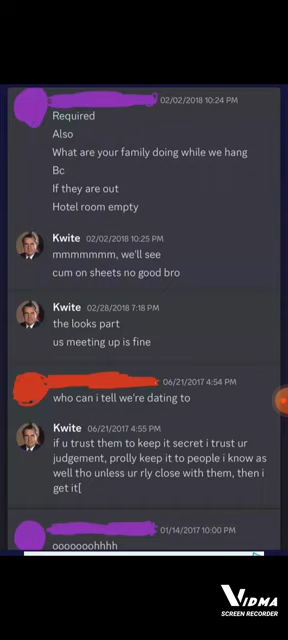 02/02/2018 10:24 PM
Required
Also
What are your family doing while we hang
Bc
If they are out
Hotel room empty
Kwite 02/02/2018 10:25 PM
mmmmmmm, we'll see
cum on sheets no good bro
Kwite 02/28/2018 7:18 PM
the looks part
us meeting up is fine
06/21/2017 4:54 PM
who can i tell we're dating to
Kwite 06/21/2017 4:55 PM
if u trust them to keep it secret i trust ur
judgement, prolly keep it to people i know as
well tho unless ur rly close with them, then i
get it[
01/14/2017 10:00 PM
ooooooohhhh
VIDMA
SCREEN RECORDER